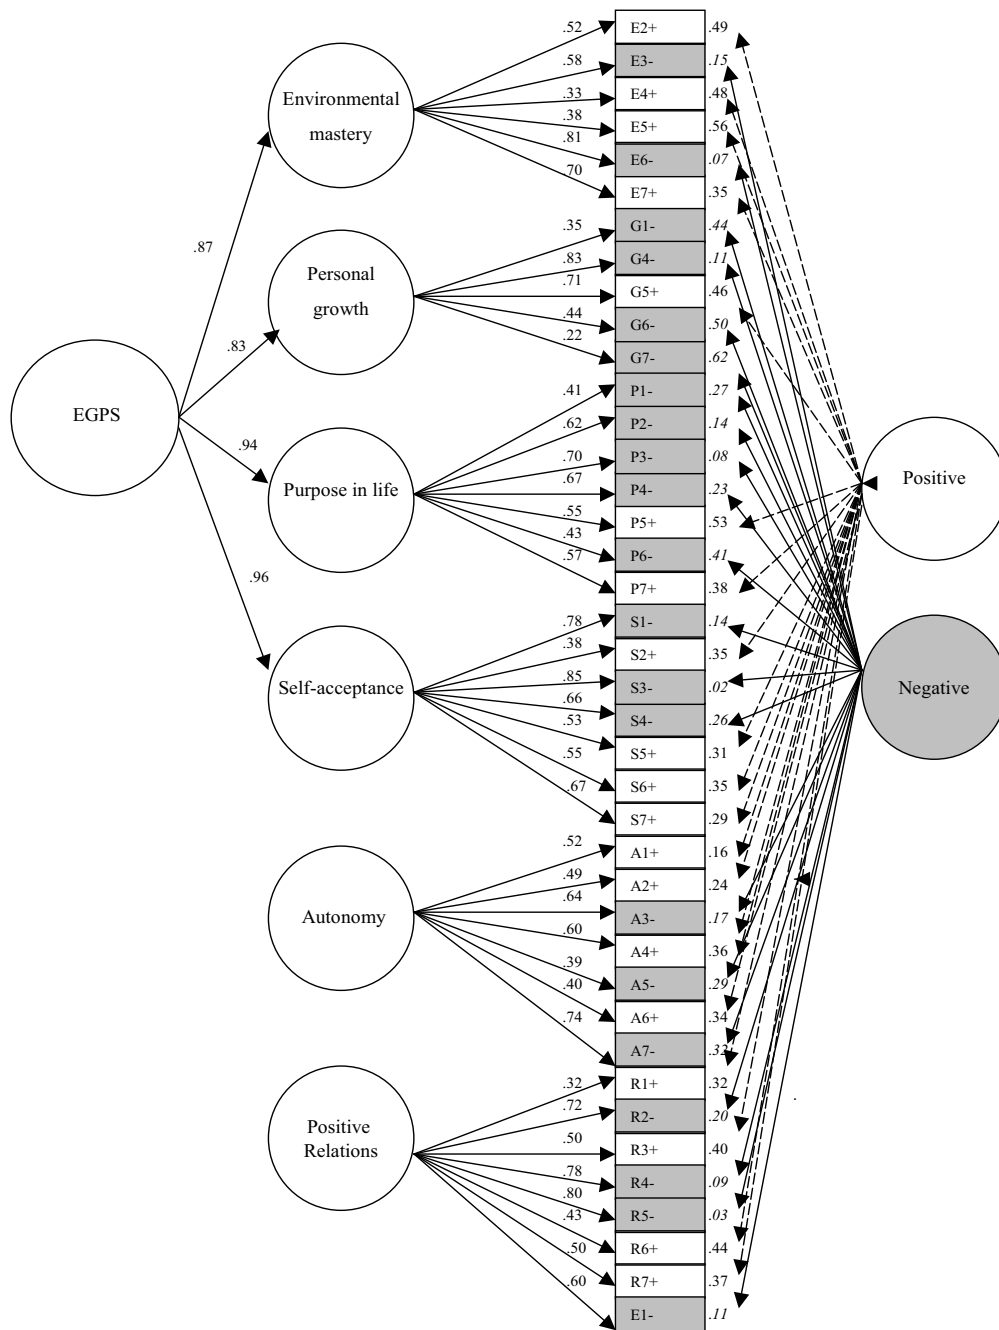 .52
E2+
.49
.58
E3-
.15
Environmental
mastery
.33
E4+
.48
.38
E5+
.56
.81
E6-
.07
.70
E7+
.35
.87
.35
G1-
.44
Personal
growth
.83
G4-
.11
.71
G5+
.46
.44
G6-
.50
.22
G7-
.62
.83
EGPS
.41
P1-
.27
.62
P2-
.14
.94
Purpose in life
.70
P3-
.08
.67
P4-
.23
Positive
.55
P5+
.53
.43
P6-
.41
.57
P7+
.38
.96
.78
S1-
.14
.38
S2+
.35
Self-acceptance
.85
S3-
.02
Negative
.66
S4-
.26
.53
S5+
.31
.55
S6+
.35
.67
S7+
.29
.52
A1+
.16
.49
A2+
.24
Autonomy
.64
A3-
.17
.60
A4+
.36
.39
A5-
.29
.40
A6+
.34
.74
A7-
.32
.32
R1+
.32
.72
R2-
.20
Positive
Relations
.50
R3+
.40
.78
R4-
.09
.80
R5-
.03
.43
R6+
.44
.50
R7+
.37
.60
E1-
.11